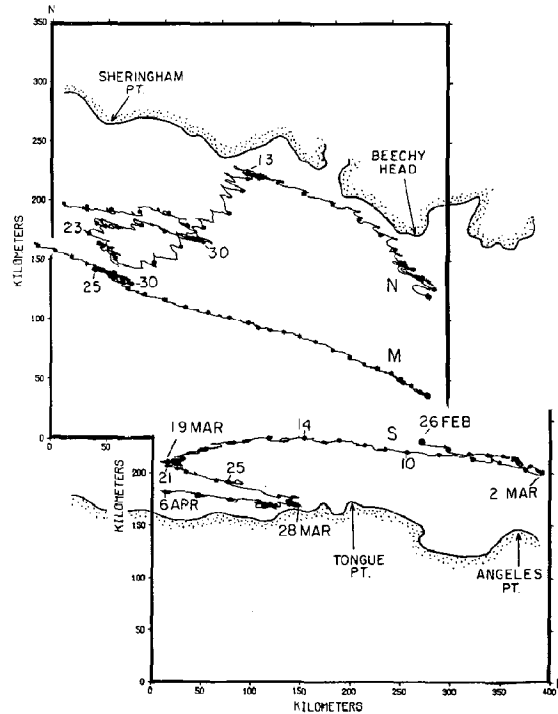 N
350
300
SHERINGHAM
PT.
250
13
BEECHY
HEAD
200
23
30
KILOMETERS
150
30
25
N
100
M
50
0
0
50
19 MAR
14
S
26 FEB
10
200
21
25
2 MAR
6 APR
KILOMETERS
150
28 MAR
TONGUE
PT.
ANGELES
PT.
100
50
0
0
50
100
150
200
250
300
350
400
KILOMETERS